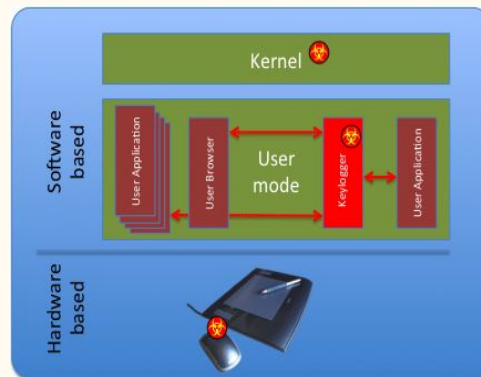 Kernel
Software
based
User Application
User Browser
User
mode
Keylogger
User Application
Hardware
based